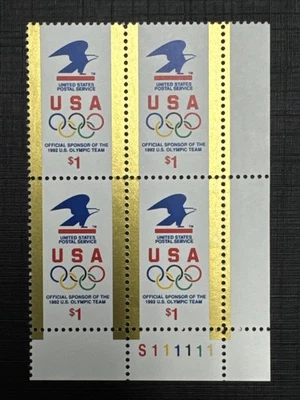 UNITED STATES
POSTAL SERVICE
USA
OFFICIAL SPONSOR OF THE
1992 U.S. OLYMPIC TEAM
$1
UNITED STATES
POSTAL SERVICE
USA
OFFICIAL SPONSOR OF THE
1992 U.S. OLYMPIC TEAM
$1
UNITED STATES
POSTAL SERVICE
USA
OFFICIAL SPONSOR OF THE
1992 U.S. OLYMPIC TEAM
$1
UNITED STATES
POSTAL SERVICE
USA
OFFICIAL SPONSOR OF THE
1992 U.S. OLYMPIC TEAM
$1
S111111